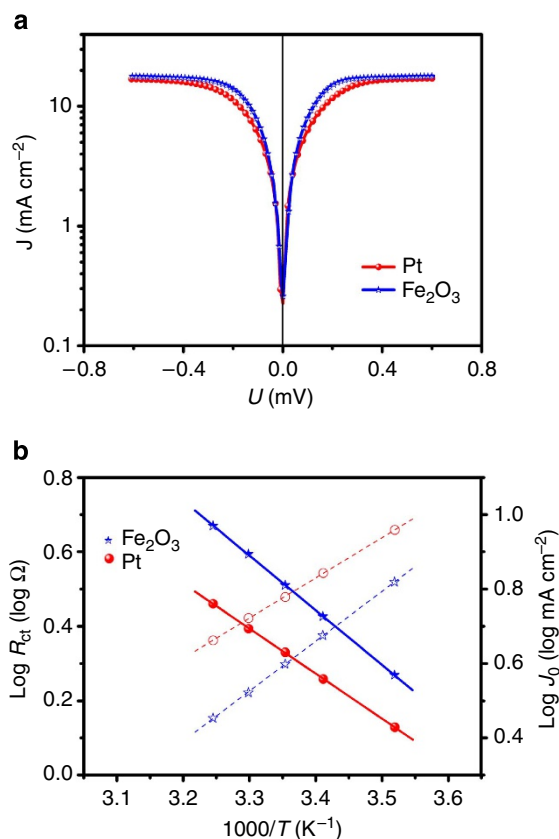 a
J (mA cm⁻²)
10
1
0.1
Pt
Fe₂O₃
−0.8 −0.4 0.0 0.4 0.8
U (mV)
b
Log R_ct (log Ω)
0.8
0.6
0.4
0.2
0.0
Fe₂O₃
Pt
1.0
0.8
0.6
0.4
Log J₀ (log mA cm⁻²)
3.1 3.2 3.3 3.4 3.5 3.6
1000/T (K⁻¹)